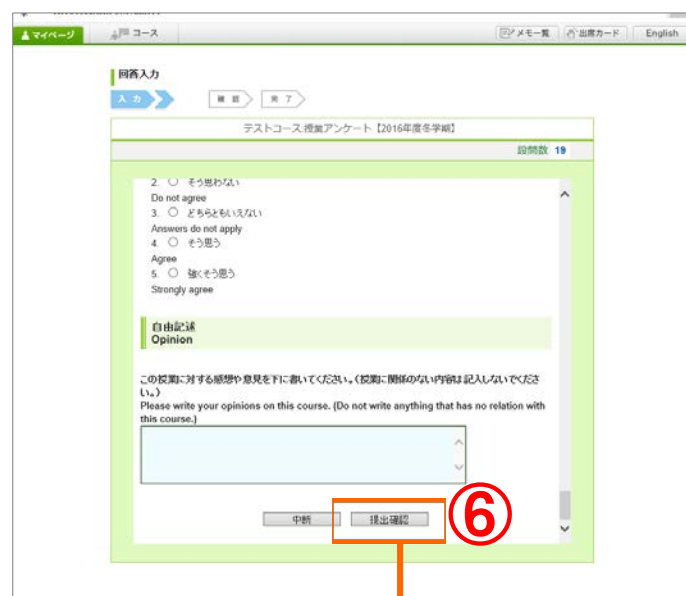 マイページ コース メモ一覧 出席カード English
回答入力
入力 確認 完了
テストコース:授業アンケート【2016年度冬学期】
設問数 19
2. そう思わない
Do not agree
3. どちらともいえない
Answers do not apply
4. そう思う
Agree
5. 強くそう思う
Strongly agree
自由記述
Opinion
この授業に対する感想や意見を下に書いてください。(授業に関係のない内容は記入しないでくださ
い。)
Please write your opinions on this course. (Do not write anything that has no relation with
this course.)
中断 提出確認 ⑥